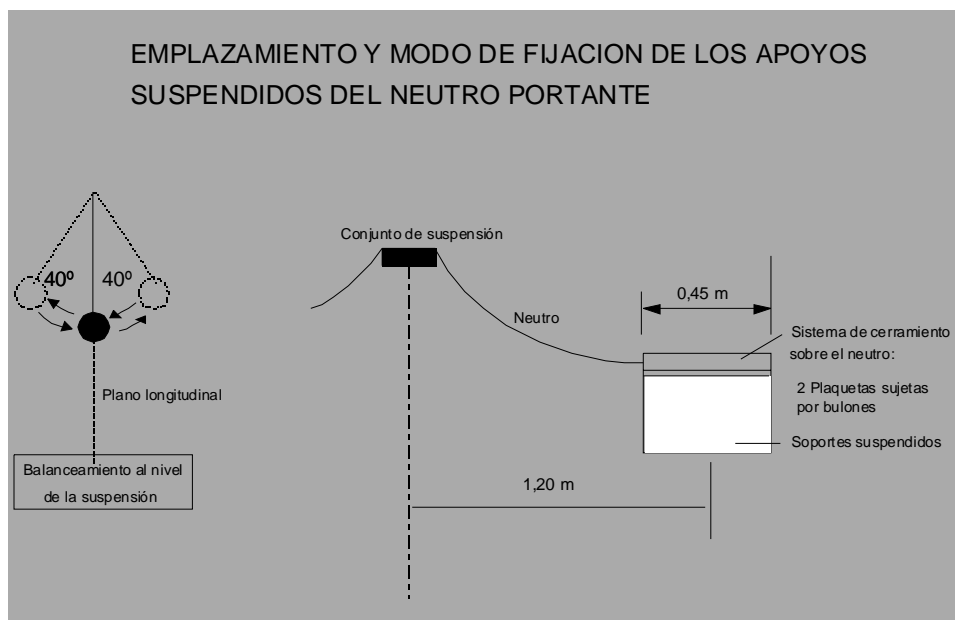 EMPLAZAMIENTO Y MODO DE FIJACION DE LOS APOYOS
SUSPENDIDOS DEL NEUTRO PORTANTE
Conjunto de suspensión
40º
40º
0,45 m
Neutro
Sistema de cerramiento
sobre el neutro:
2 Plaquetas sujetas
por bulones
Plano longitudinal
Soportes suspendidos
Balanceamiento al nivel
de la suspensión
1,20 m